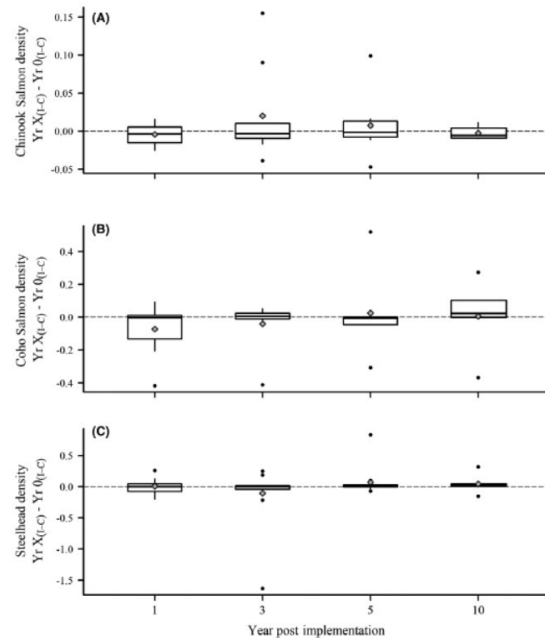 (A)
Chinook Salmon density
Yr X(I–C) - Yr 0(I–C)
0.15
0.10
0.05
0.00
-0.05
(B)
Coho Salmon density
Yr X(I–C) - Yr 0(I–C)
0.4
0.2
0.0
-0.2
-0.4
(C)
Steelhead density
Yr X(I–C) - Yr 0(I–C)
0.5
0.0
-0.5
-1.0
-1.5
1 3 5 10
Year post implementation